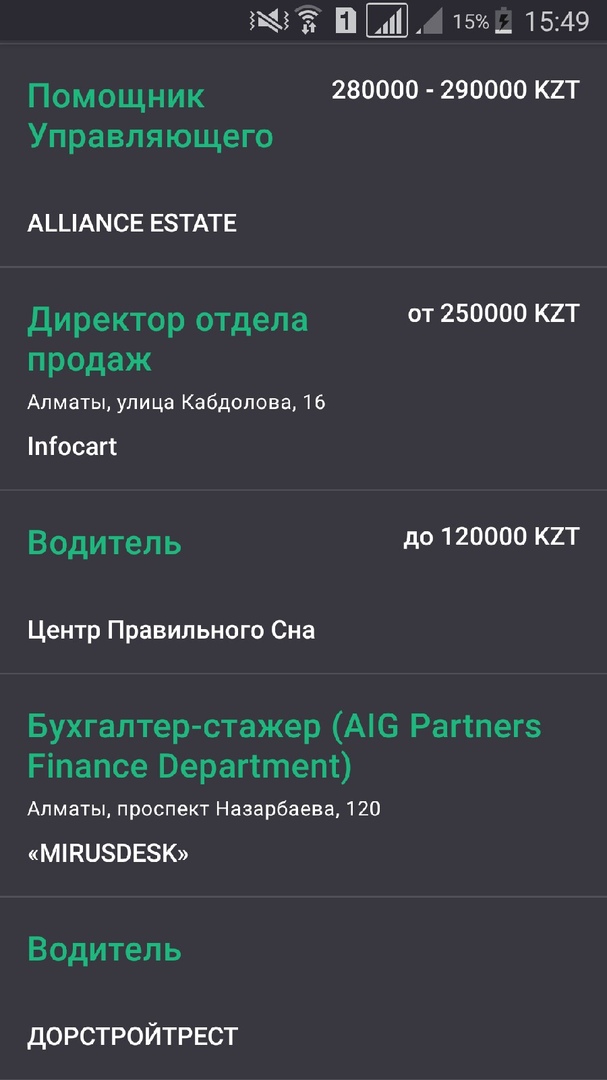 1 15% 15:49
Помощник 280000 - 290000 KZT
Управляющего
ALLIANCE ESTATE
Директор отдела от 250000 KZT
продаж
Алматы, улица Кабдолова, 16
Infocart
Водитель до 120000 KZT
Центр Правильного Сна
Бухгалтер-стажер (AIG Partners
Finance Department)
Алматы, проспект Назарбаева, 120
«MIRUSDESK»
Водитель
ДОРСТРОЙТРЕСТ